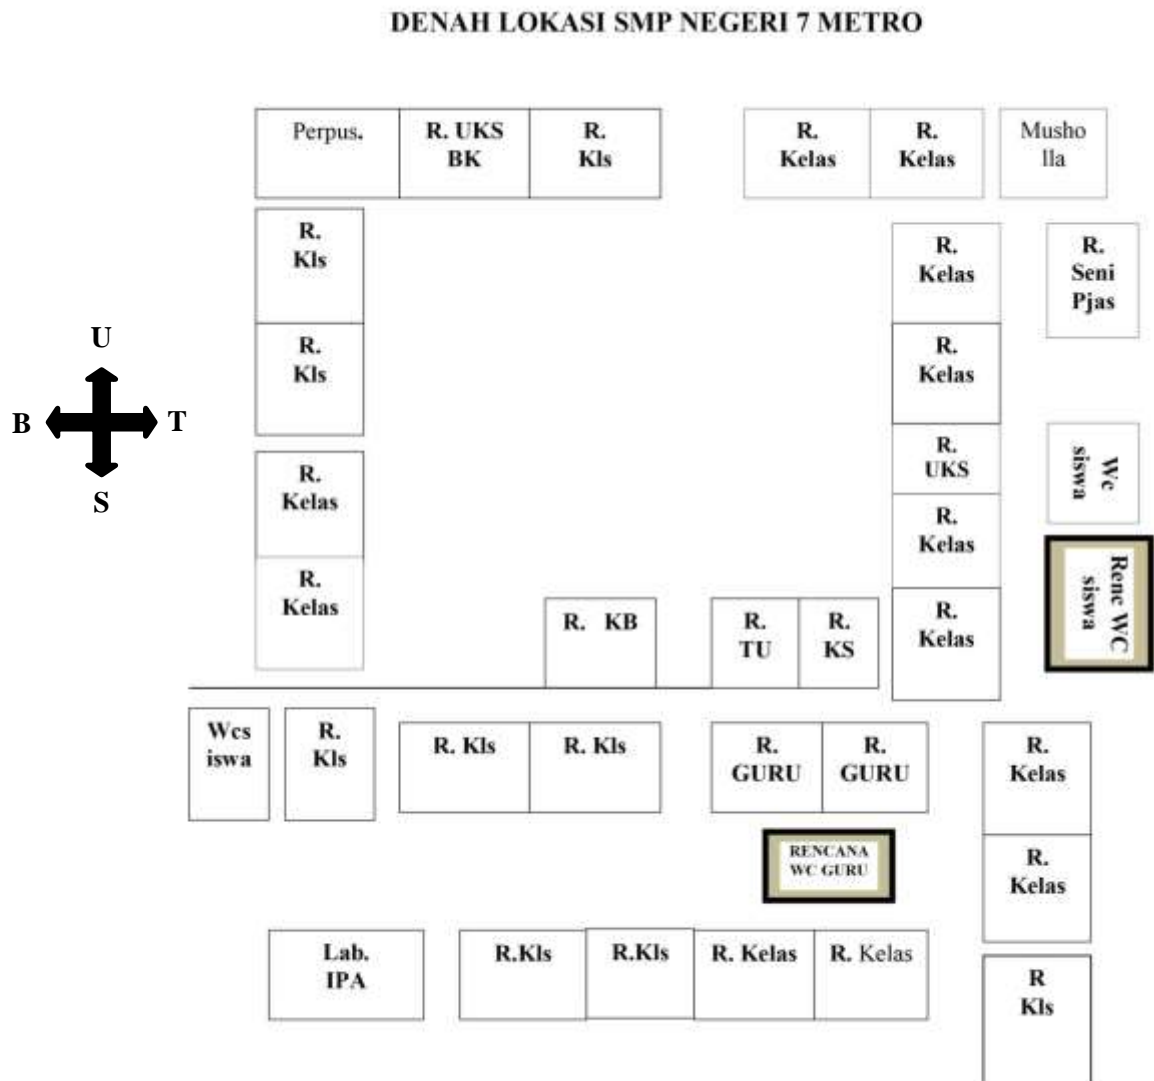 DENAH LOKASI SMP NEGERI 7 METRO
Perpus.
R. UKS
BK
R.
Kls
R.
Kelas
R.
Kelas
Musho
lla
R.
Kls
R.
Kelas
R.
Seni
Pjas
R.
Kls
R.
Kelas
U
B
T
S
R.
Kelas
R.
UKS
Wc
siswa
R.
Kelas
R.
Kelas
Renc WC
siswa
R. KB
R.
TU
R.
KS
R.
Kelas
Wcs
iswa
R.
Kls
R. Kls
R. Kls
R.
GURU
R.
GURU
R.
Kelas
RENCANA
WC GURU
R.
Kelas
Lab.
IPA
R.Kls
R.Kls
R. Kelas
R. Kelas
R
Kls